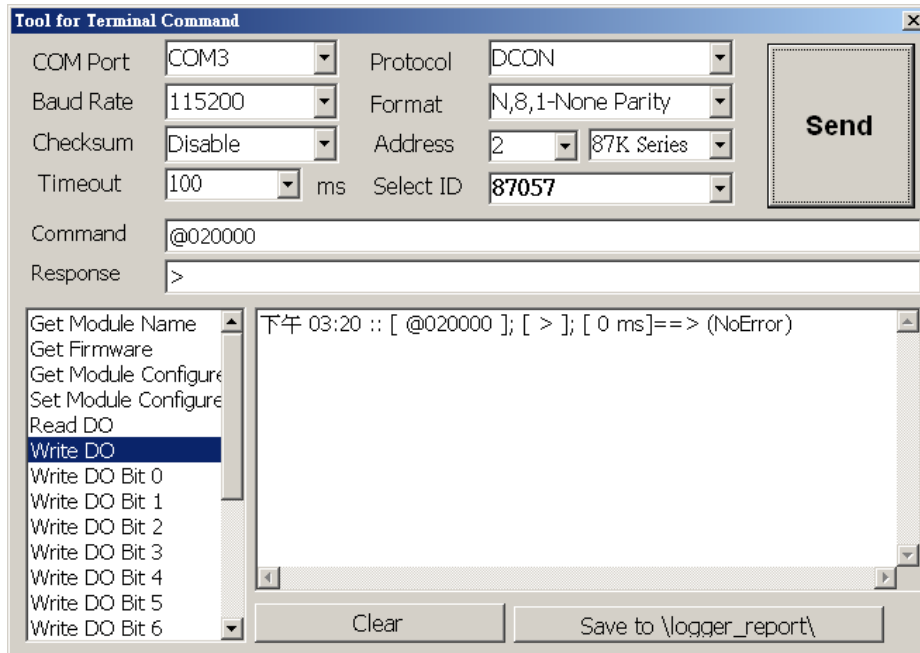 Tool for Terminal Command
COM Port COM3 Protocol DCON
Baud Rate 115200 Format N,8,1-None Parity
Checksum Disable Address 2 87K Series
Timeout 100 ms Select ID 87057
Send
Command @020000
Response >
Get Module Name
Get Firmware
Get Module Configure
Set Module Configure
Read DO
Write DO
Write DO Bit 0
Write DO Bit 1
Write DO Bit 2
Write DO Bit 3
Write DO Bit 4
Write DO Bit 5
Write DO Bit 6
下午 03:20 :: [ @020000 ]; [ > ]; [ 0 ms]==> (NoError)
Clear
Save to \logger_report\